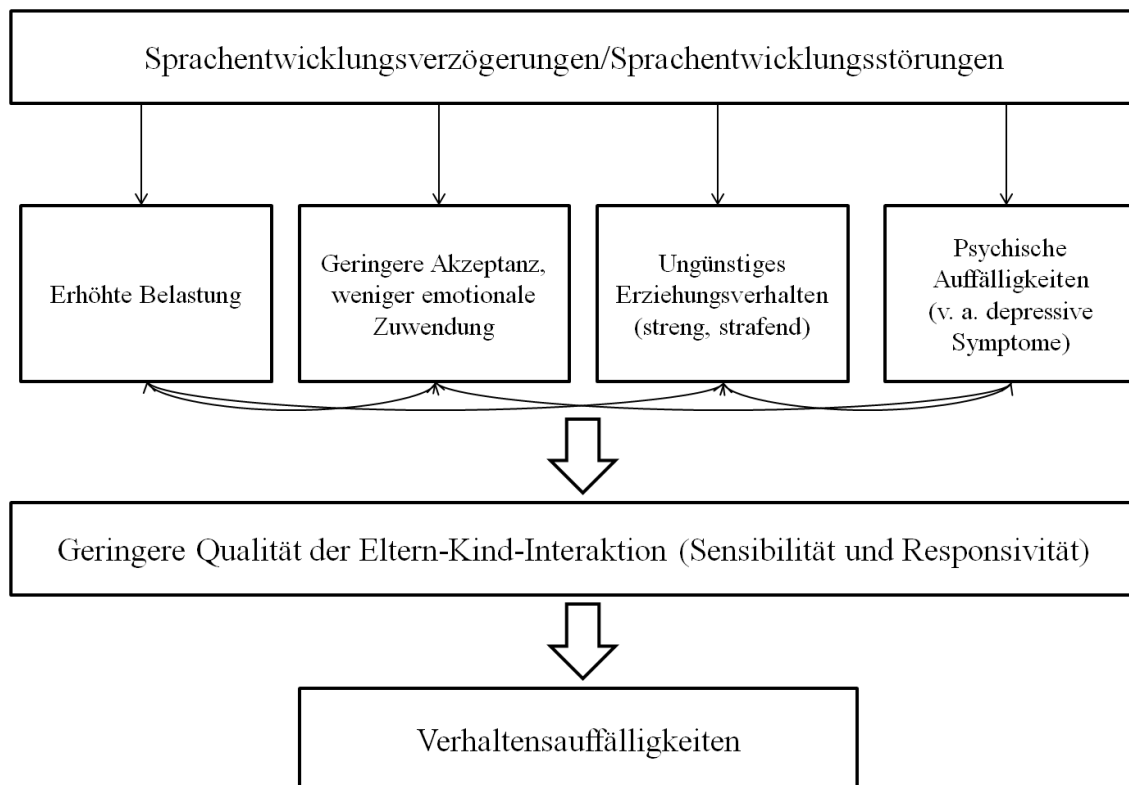 Sprachentwicklungsverzögerungen/Sprachentwicklungsstörungen
Erhöhte Belastung
Geringere Akzeptanz,
weniger emotionale
Zuwendung
Ungünstiges
Erziehungsverhalten
(streng, strafend)
Psychische
Auffälligkeiten
(v. a. depressive
Symptome)
Geringere Qualität der Eltern-Kind-Interaktion (Sensibilität und Responsivität)
Verhaltensauffälligkeiten